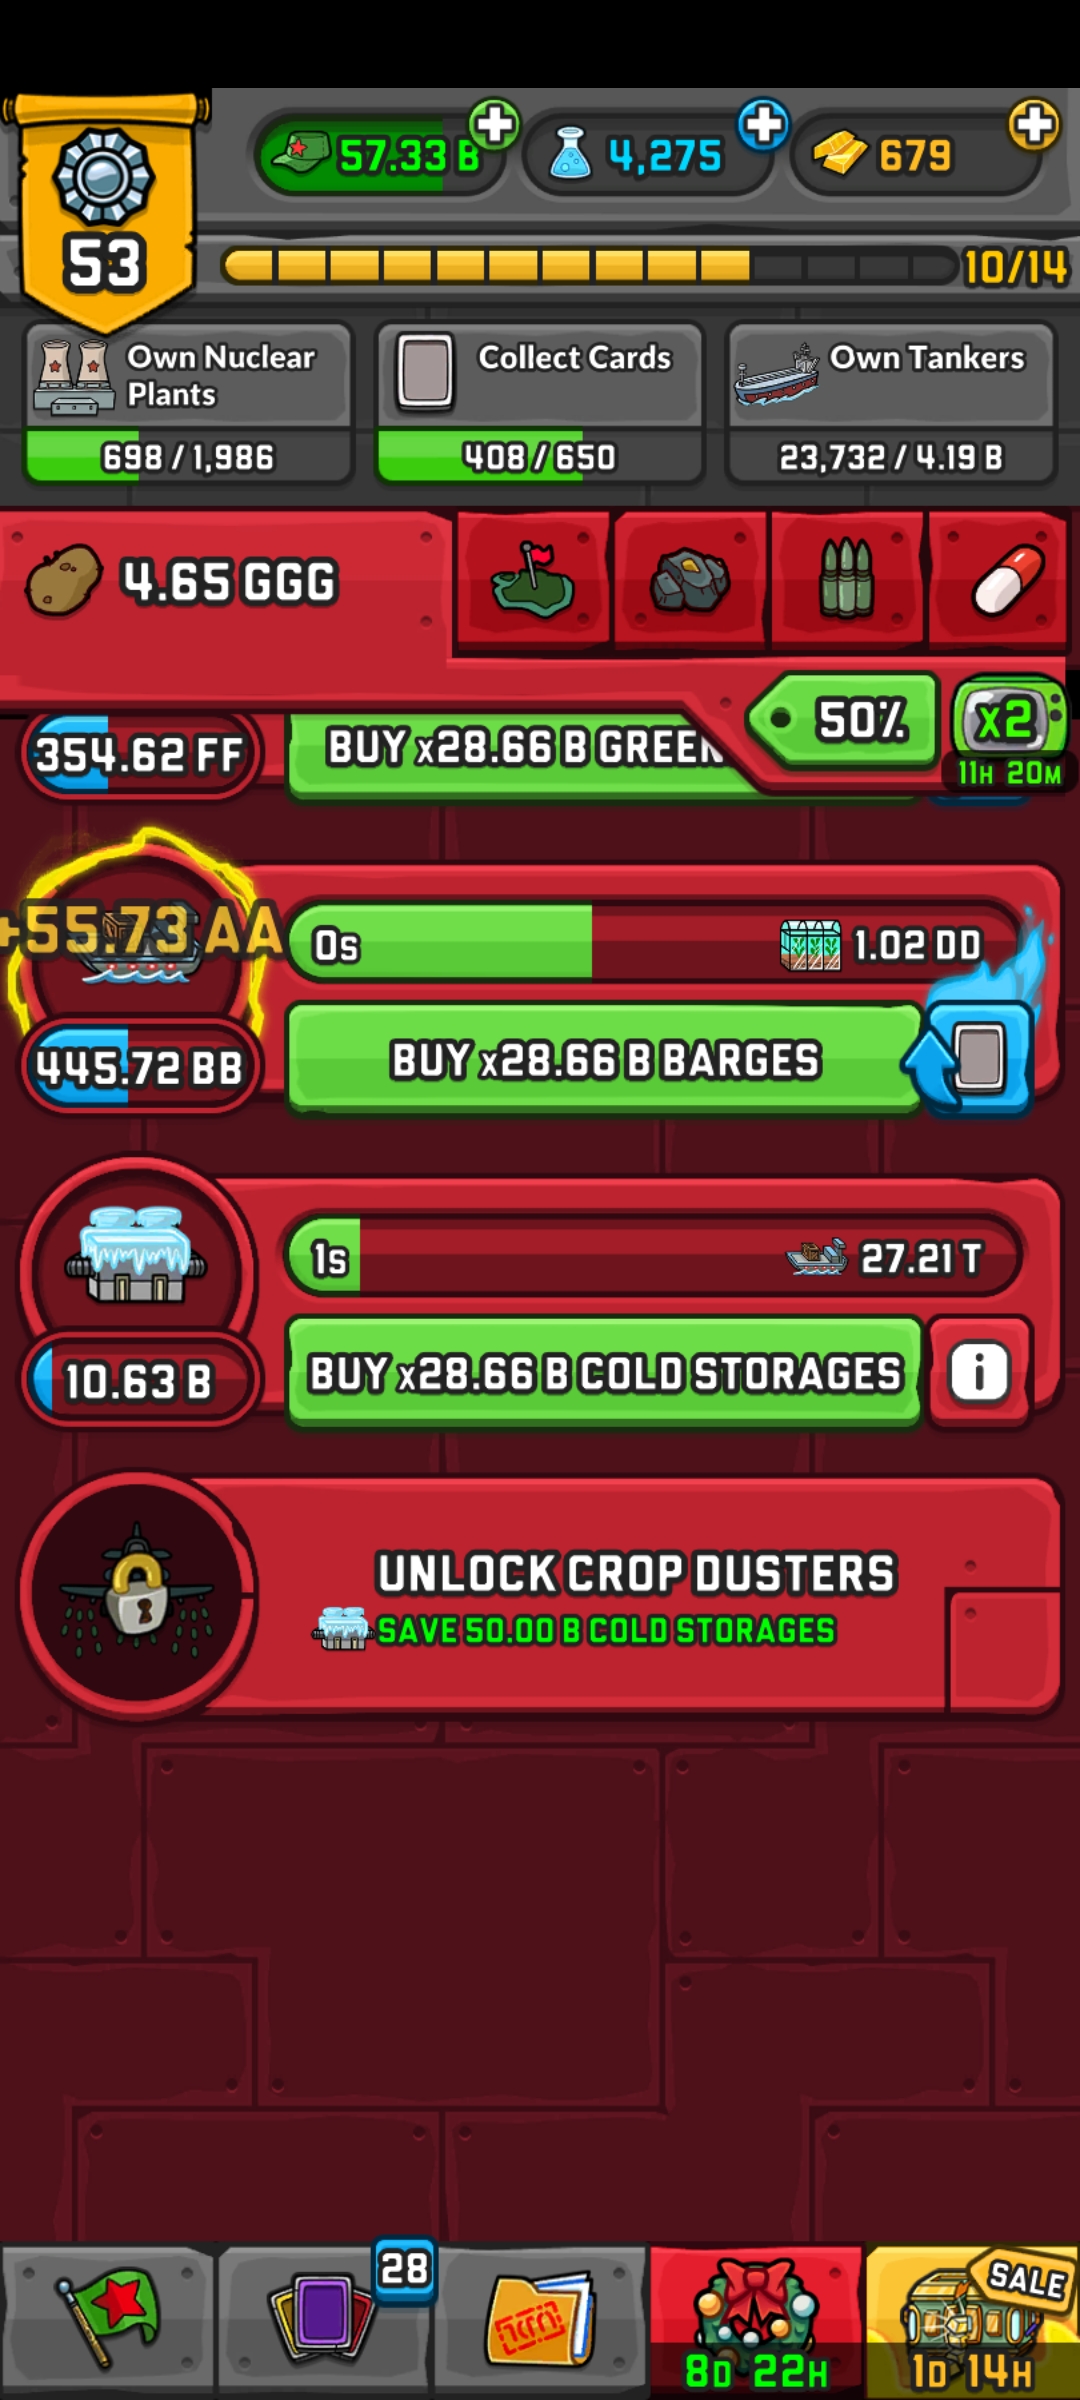 57.33 B
4,275
679
53
10/14
Own Nuclear
Plants
Collect Cards
Own Tankers
698 / 1,986
408 / 650
23,732 / 4.19 B
4.65 GGG
50%
x2
11H 20M
354.62 FF
BUY x28.66 B GREEN
+55.73 AA
0s
1.02 DD
445.72 BB
BUY x28.66 B BARGES
1s
27.21 T
10.63 B
BUY x28.66 B COLD STORAGES
i
UNLOCK CROP DUSTERS
SAVE 50.00 B COLD STORAGES
28
SALE
8D 22H
1D 14H